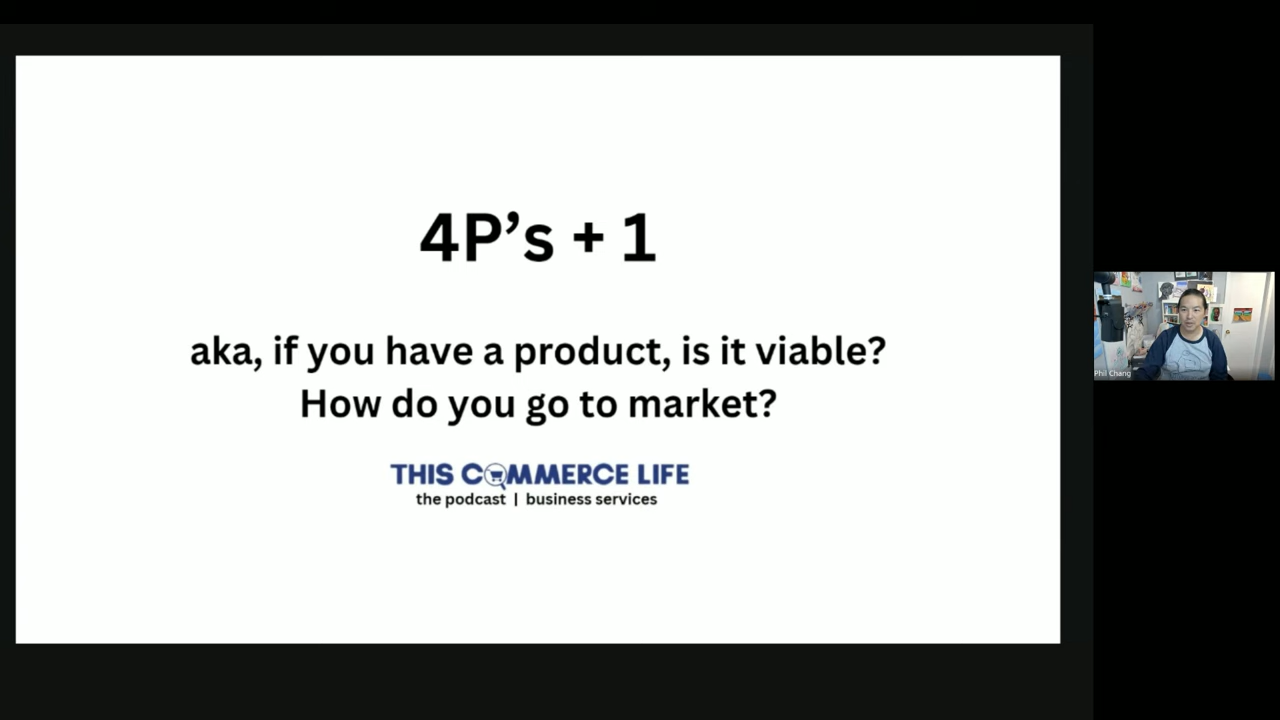 4P’s + 1
aka, if you have a product, is it viable?
How do you go to market?
THIS COMMERCE LIFE
the podcast | business services
Phil Chang